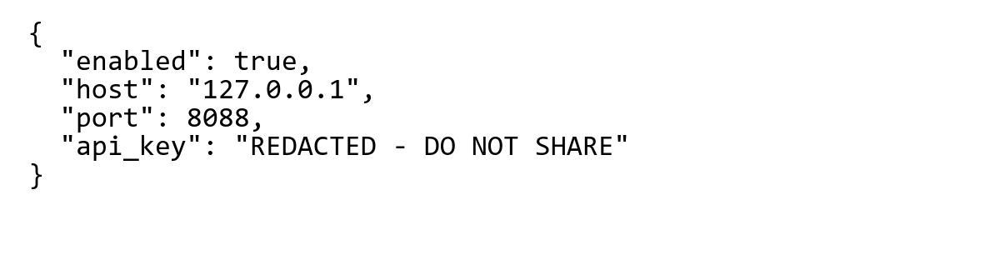 {
  "enabled": true,
  "host": "127.0.0.1",
  "port": 8088,
  "api_key": "REDACTED - DO NOT SHARE"
}